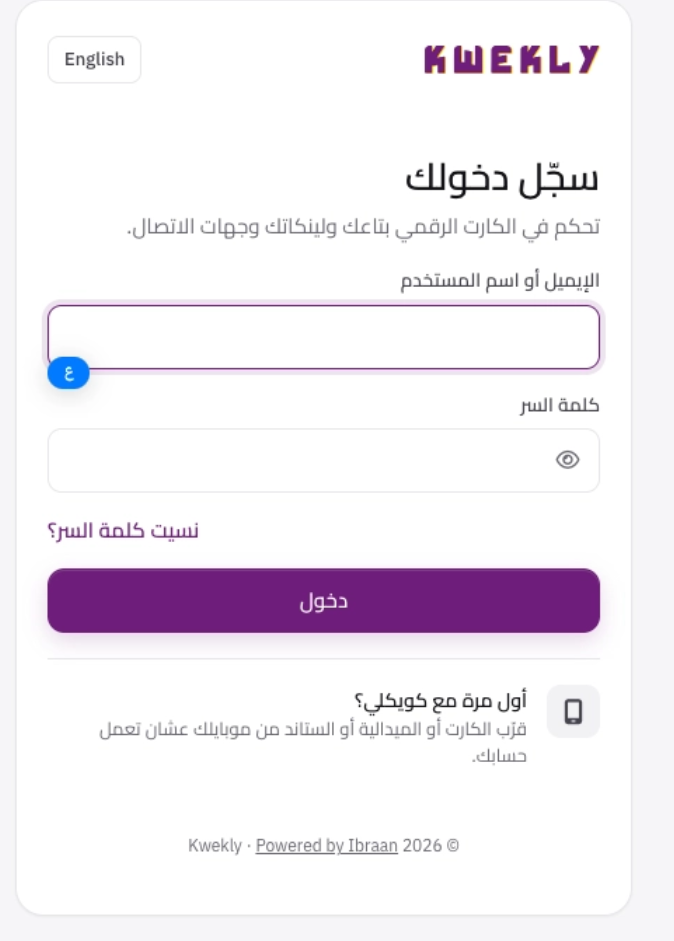 KWEKLY
English
سجّل دخولك
تحكم في الكارت الرقمي بتاعك ولينكاتك وجهات الاتصال.
الإيميل أو اسم المستخدم
ع
كلمة السر
نسيت كلمة السر؟
دخول
أول مرة مع كويكلي؟
قرّب الكارت أو الميدالية أو الستاند من موبايلك عشان تعمل
حسابك.
Kwekly · Powered by Ibraan 2026 ©